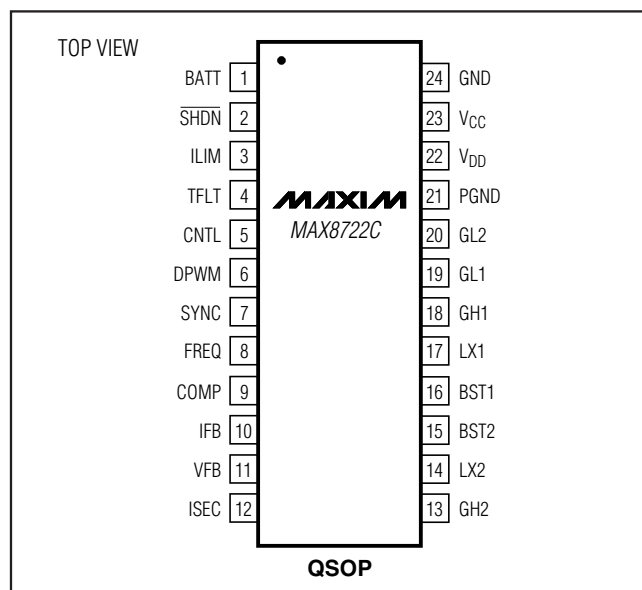 TOP VIEW
BATT 1
SHDN 2
ILIM 3
TFLT 4
CNTL 5
DPWM 6
SYNC 7
FREQ 8
COMP 9
IFB 10
VFB 11
ISEC 12
MAXIM
MAX8722C
24 GND
23 VCC
22 VDD
21 PGND
20 GL2
19 GL1
18 GH1
17 LX1
16 BST1
15 BST2
14 LX2
13 GH2
QSOP